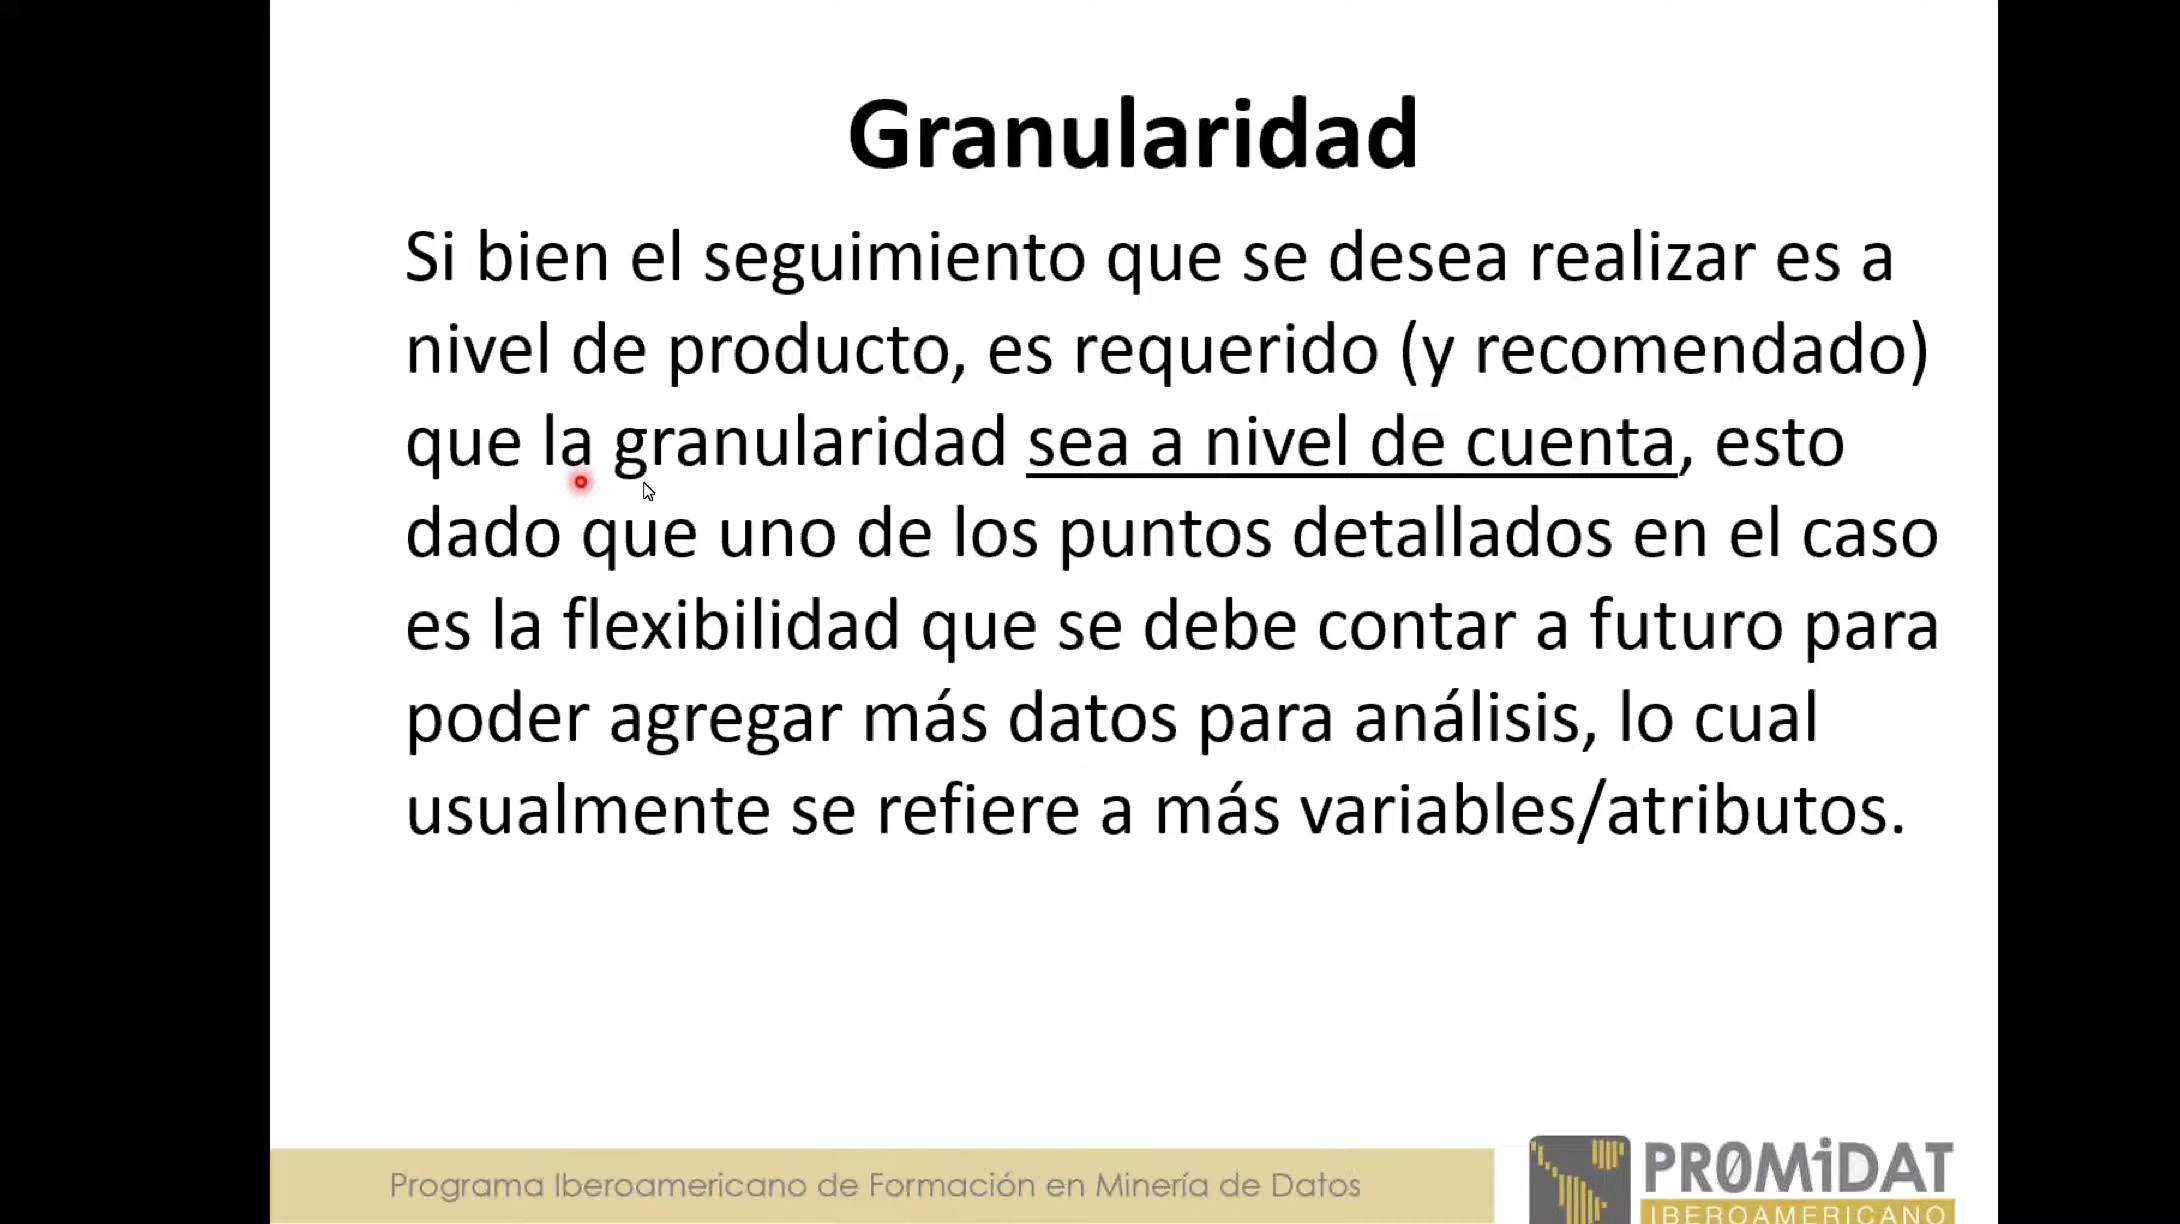 Granularidad
Si bien el seguimiento que se desea realizar es a
nivel de producto, es requerido (y recomendado)
que la granularidad sea a nivel de cuenta, esto
dado que uno de los puntos detallados en el caso
es la flexibilidad que se debe contar a futuro para
poder agregar más datos para análisis, lo cual
usualmente se refiere a más variables/atributos.
Programa Iberoamericano de Formación en Minería de Datos
PR0MiDAT
IBEROAMERICANO